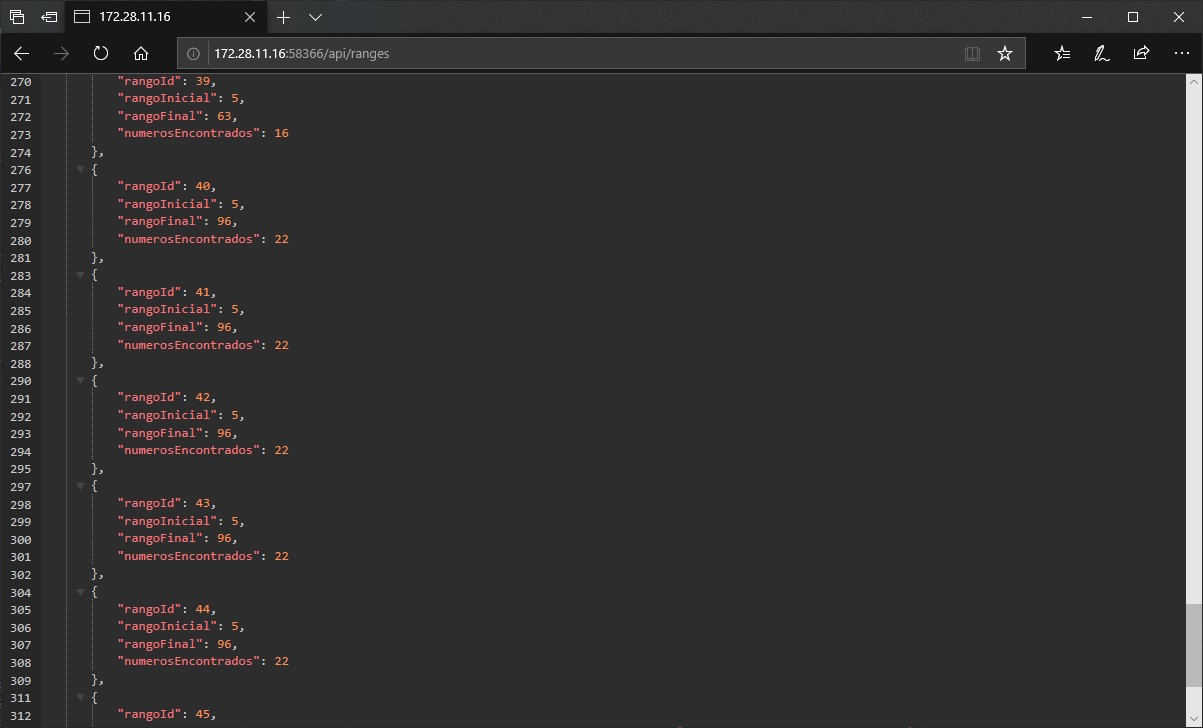 172.28.11.16
172.28.11.16:58366/api/ranges
270 "rangoId": 39,
271 "rangoInicial": 5,
272 "rangoFinal": 63,
273 "numerosEncontrados": 16
274 },
276 {
277 "rangoId": 40,
278 "rangoInicial": 5,
279 "rangoFinal": 96,
280 "numerosEncontrados": 22
281 },
283 {
284 "rangoId": 41,
285 "rangoInicial": 5,
286 "rangoFinal": 96,
287 "numerosEncontrados": 22
288 },
290 {
291 "rangoId": 42,
292 "rangoInicial": 5,
293 "rangoFinal": 96,
294 "numerosEncontrados": 22
295 },
297 {
298 "rangoId": 43,
299 "rangoInicial": 5,
300 "rangoFinal": 96,
301 "numerosEncontrados": 22
302 },
304 {
305 "rangoId": 44,
306 "rangoInicial": 5,
307 "rangoFinal": 96,
308 "numerosEncontrados": 22
309 },
311 {
312 "rangoId": 45,